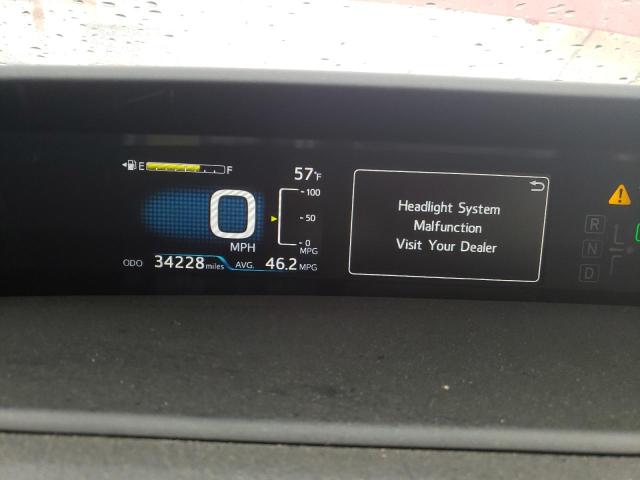 E F
57°F
0
MPH
100
50
0
MPG
ODO 34228 miles AVG. 46.2 MPG
Headlight System
Malfunction
Visit Your Dealer
R
N
D